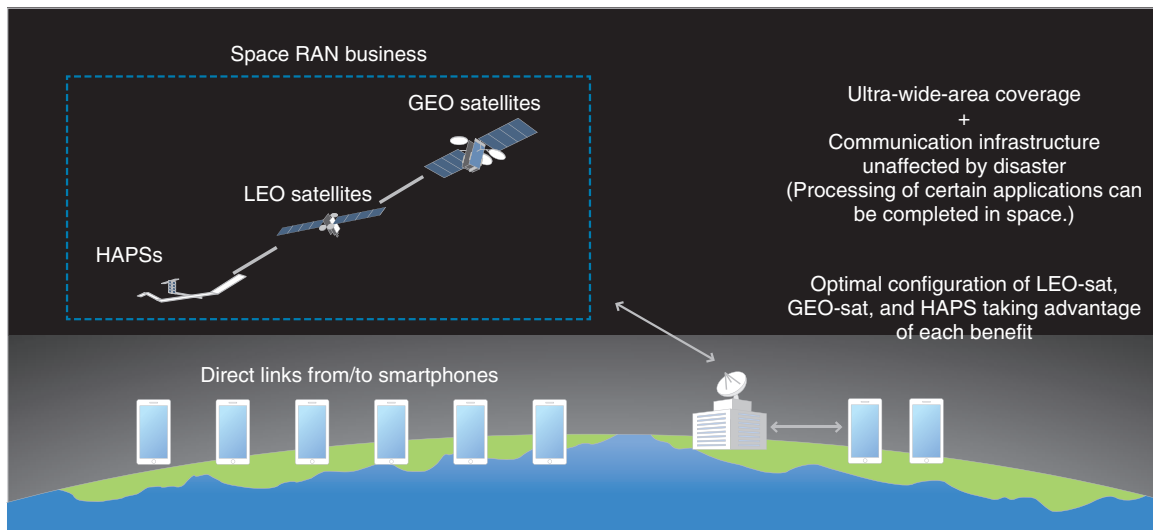 Space RAN business
GEO satellites
LEO satellites
HAPSs
Ultra-wide-area coverage
+
Communication infrastructure
unaffected by disaster
(Processing of certain applications can
be completed in space.)
Optimal configuration of LEO-sat,
GEO-sat, and HAPS taking advantage
of each benefit
Direct links from/to smartphones